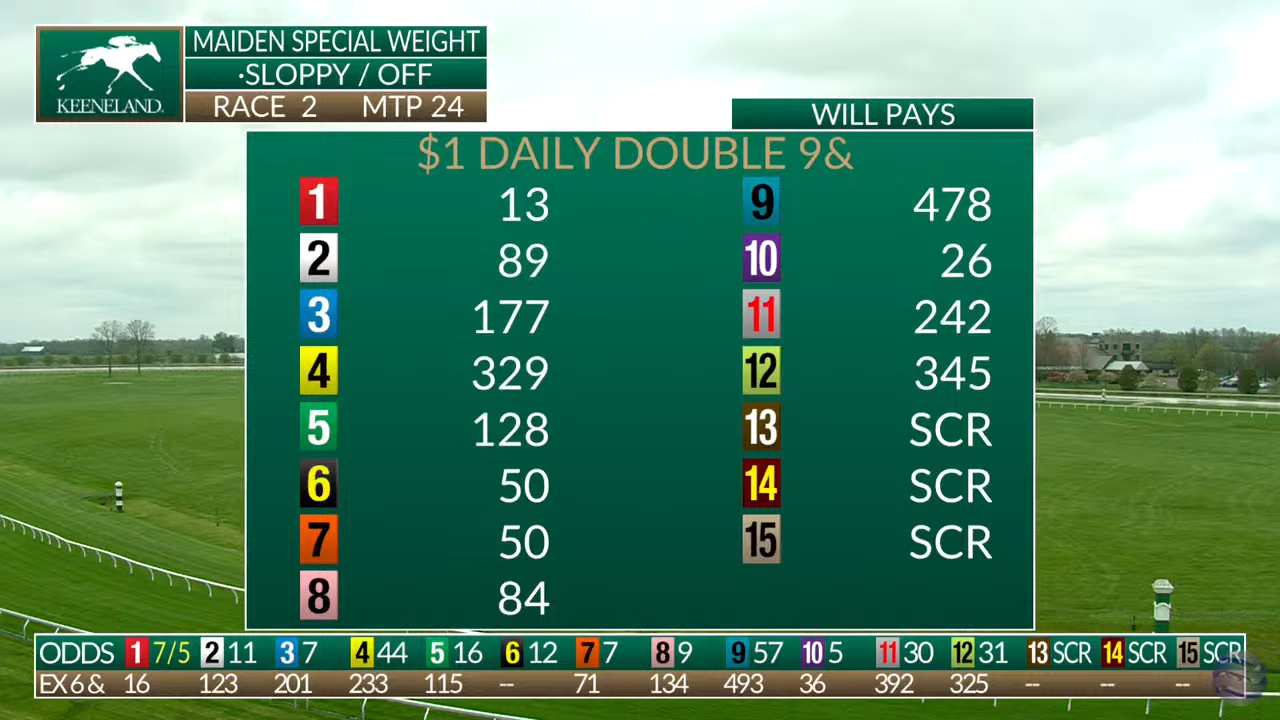 KEENELAND.
MAIDEN SPECIAL WEIGHT
·SLOPPY / OFF
RACE 2 MTP 24
WILL PAYS
$1 DAILY DOUBLE 9&
1 13
2 89
3 177
4 329
5 128
6 50
7 50
8 84
9 478
10 26
11 242
12 345
13 SCR
14 SCR
15 SCR
ODDS 1 7/5 2 11 3 7 4 44 5 16 6 12 7 7 8 9 9 57 10 5 11 30 12 31 13 SCR 14 SCR 15 SCR
EX 6 & 16 123 201 233 115 -- 71 134 493 36 392 325 -- -- --